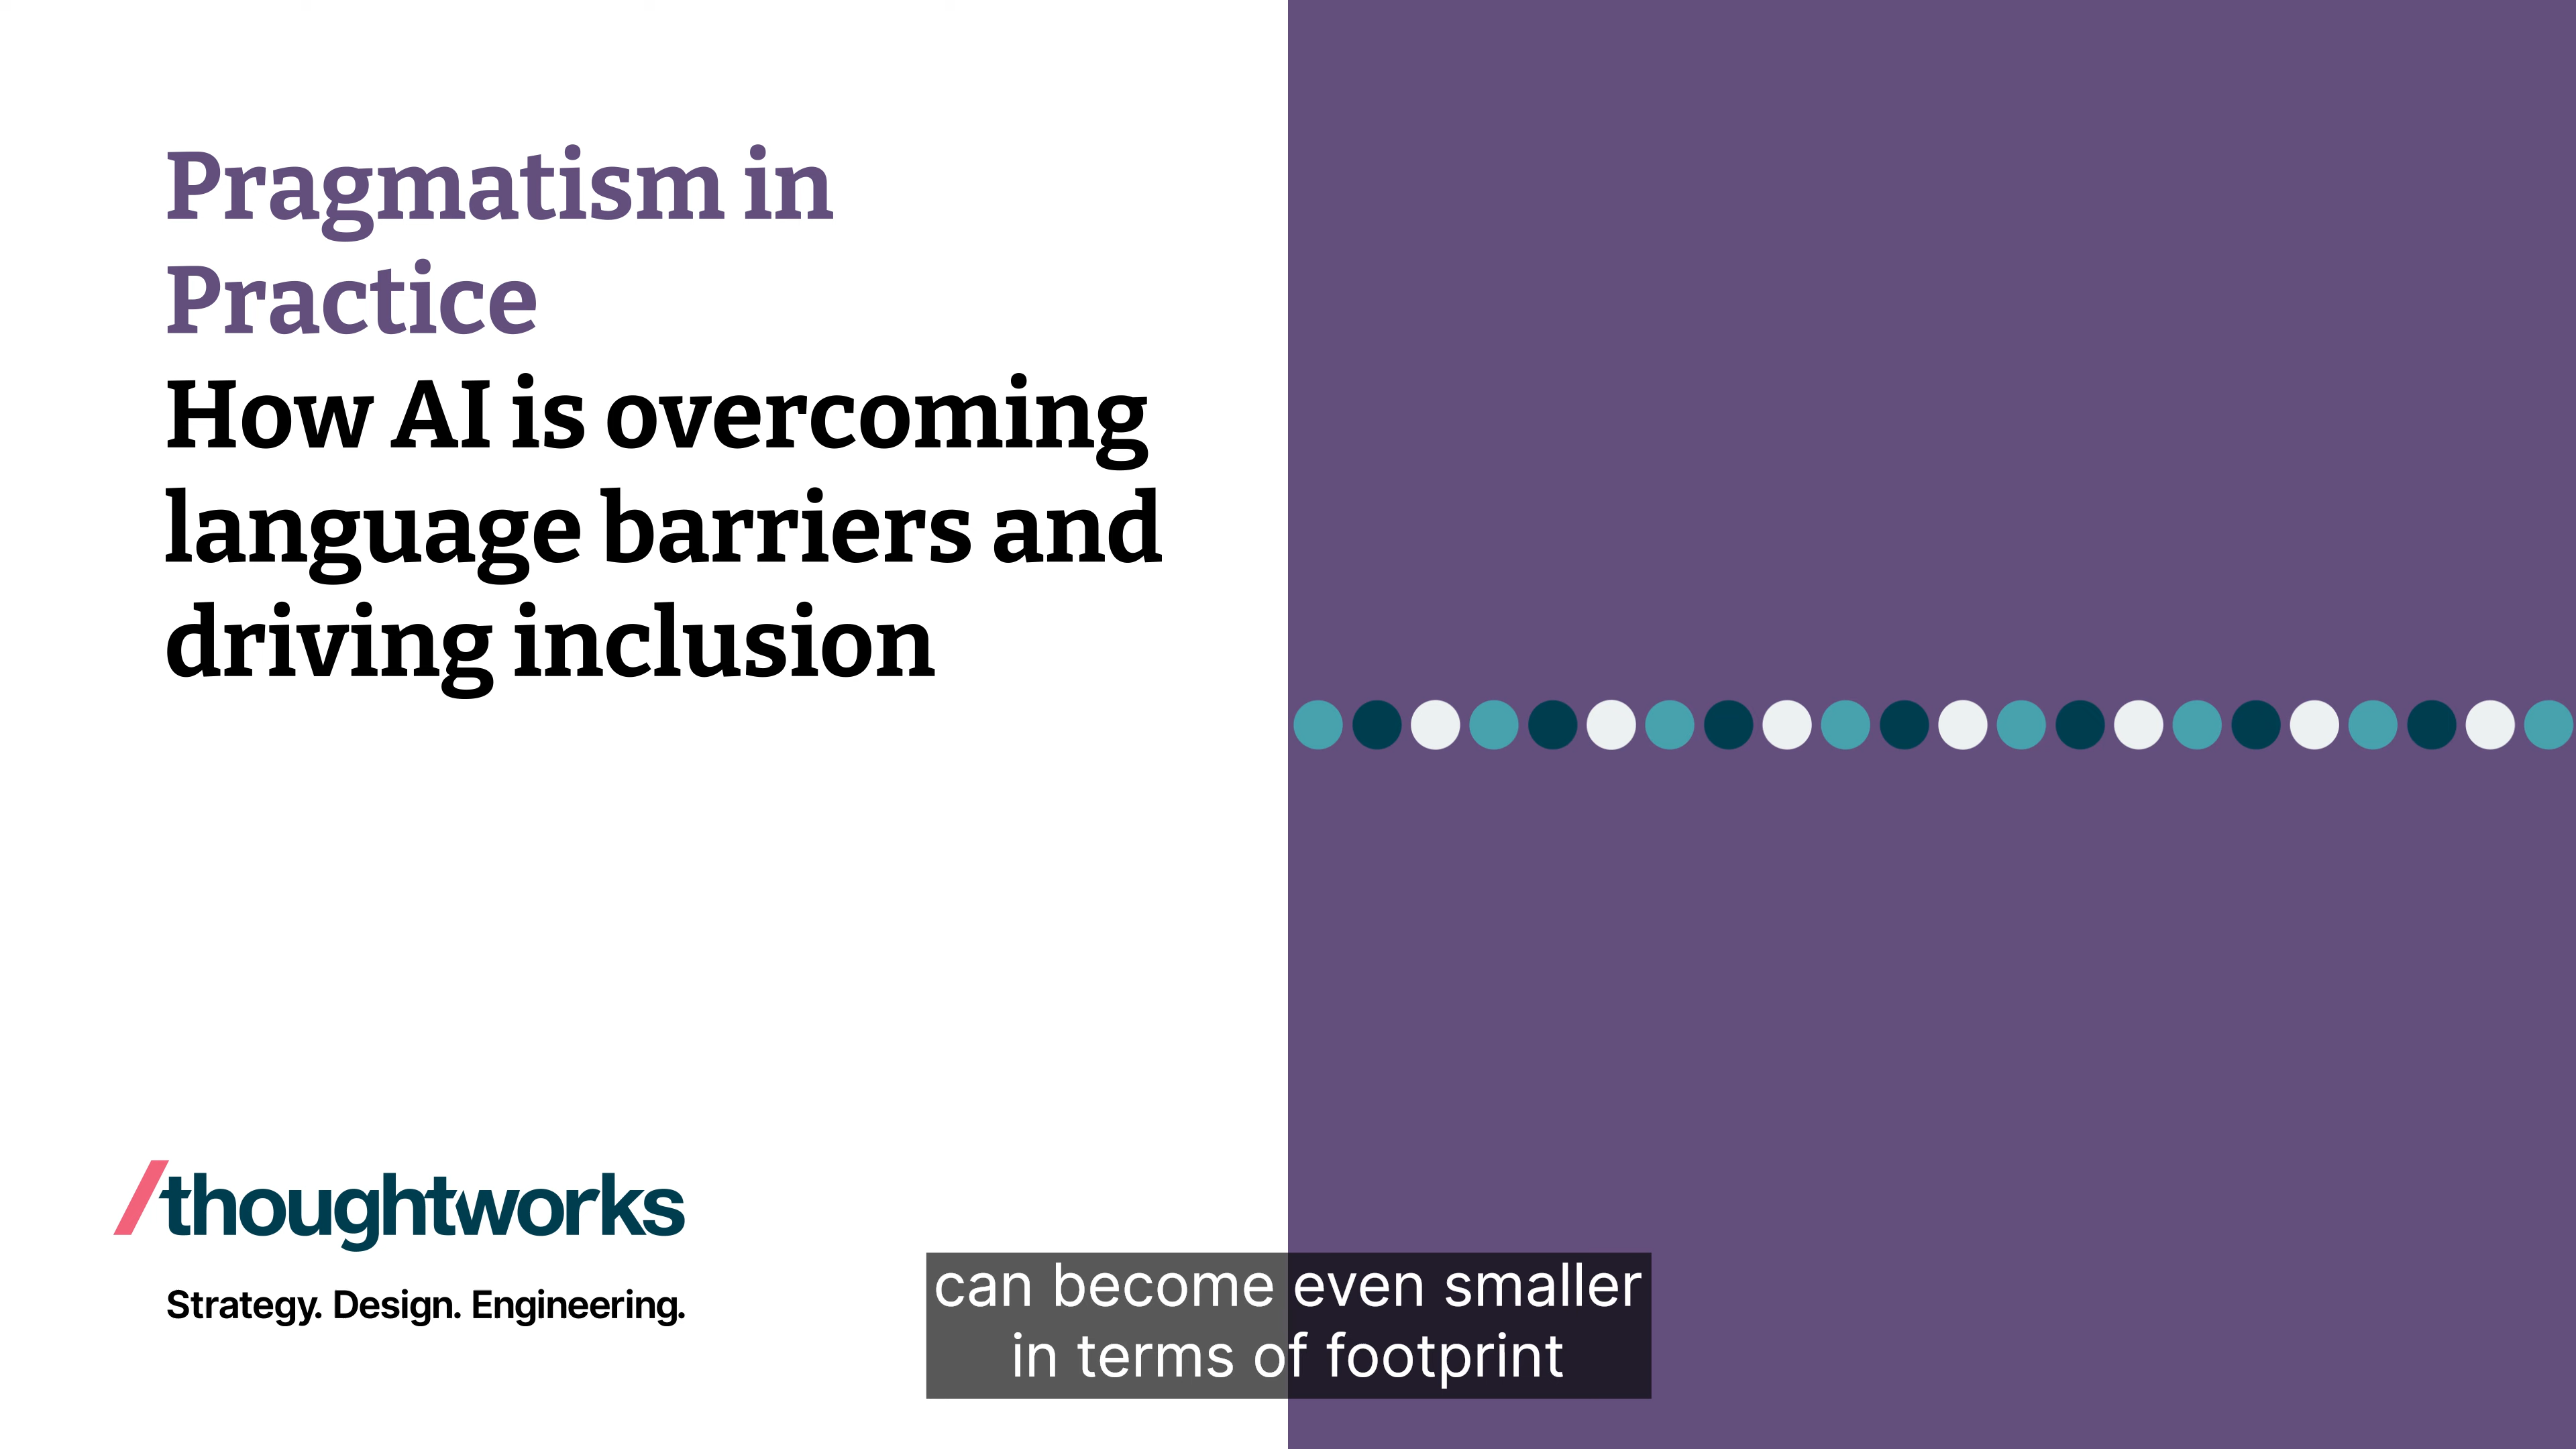 Pragmatism in
Practice
How AI is overcoming
language barriers and
driving inclusion
/thoughtworks
Strategy. Design. Engineering.
can become even smaller
in terms of footprint